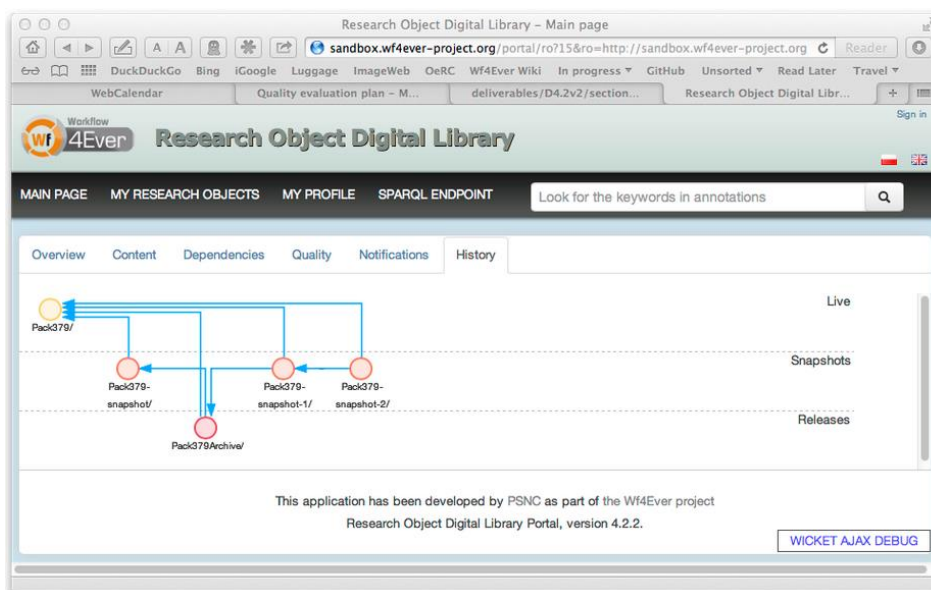 Research Object Digital Library – Main page
sandbox.wf4ever-project.org/portal/ro?15&ro=http://sandbox.wf4ever-project.org
Reader
DuckDuckGo Bing iGoogle Luggage ImageWeb OeRC Wf4Ever Wiki In progress GitHub Unsorted Read Later Travel
WebCalendar Quality evaluation plan – M... deliverables/D4.2v2/section... Research Object Digital Libr...
Sign in
Workflow
Wf 4Ever Research Object Digital Library
MAIN PAGE MY RESEARCH OBJECTS MY PROFILE SPARQL ENDPOINT Look for the keywords in annotations
Overview Content Dependencies Quality Notifications History
Live
Pack379/
Snapshots
Pack379-snapshot/
Pack379-snapshot-1/
Pack379-snapshot-2/
Releases
Pack379Archive/
This application has been developed by PSNC as part of the Wf4Ever project
Research Object Digital Library Portal, version 4.2.2.
WICKET AJAX DEBUG